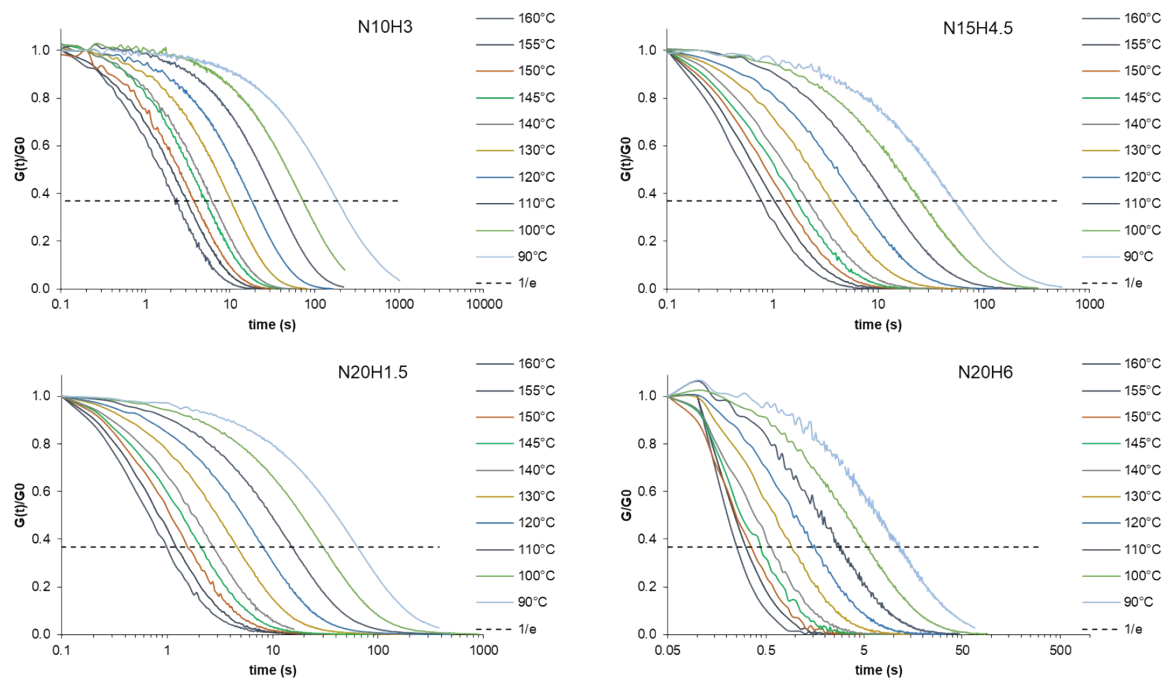 N10H3
G(t)/G0
1.0
0.8
0.6
0.4
0.2
0.0
0.1 1 10 100 1000 10000
time (s)
160°C
155°C
150°C
145°C
140°C
130°C
120°C
110°C
100°C
90°C
1/e
N15H4.5
G(t)/G0
1.0
0.8
0.6
0.4
0.2
0.0
0.1 1 10 100 1000
time (s)
160°C
155°C
150°C
145°C
140°C
130°C
120°C
110°C
100°C
90°C
1/e
N20H1.5
G(t)/G0
1.0
0.8
0.6
0.4
0.2
0.0
0.1 1 10 100 1000
time (s)
160°C
155°C
150°C
145°C
140°C
130°C
120°C
110°C
100°C
90°C
1/e
N20H6
G/G0
1.0
0.8
0.6
0.4
0.2
0.0
0.05 0.5 5 50 500
time (s)
160°C
155°C
150°C
145°C
140°C
130°C
120°C
110°C
100°C
90°C
1/e